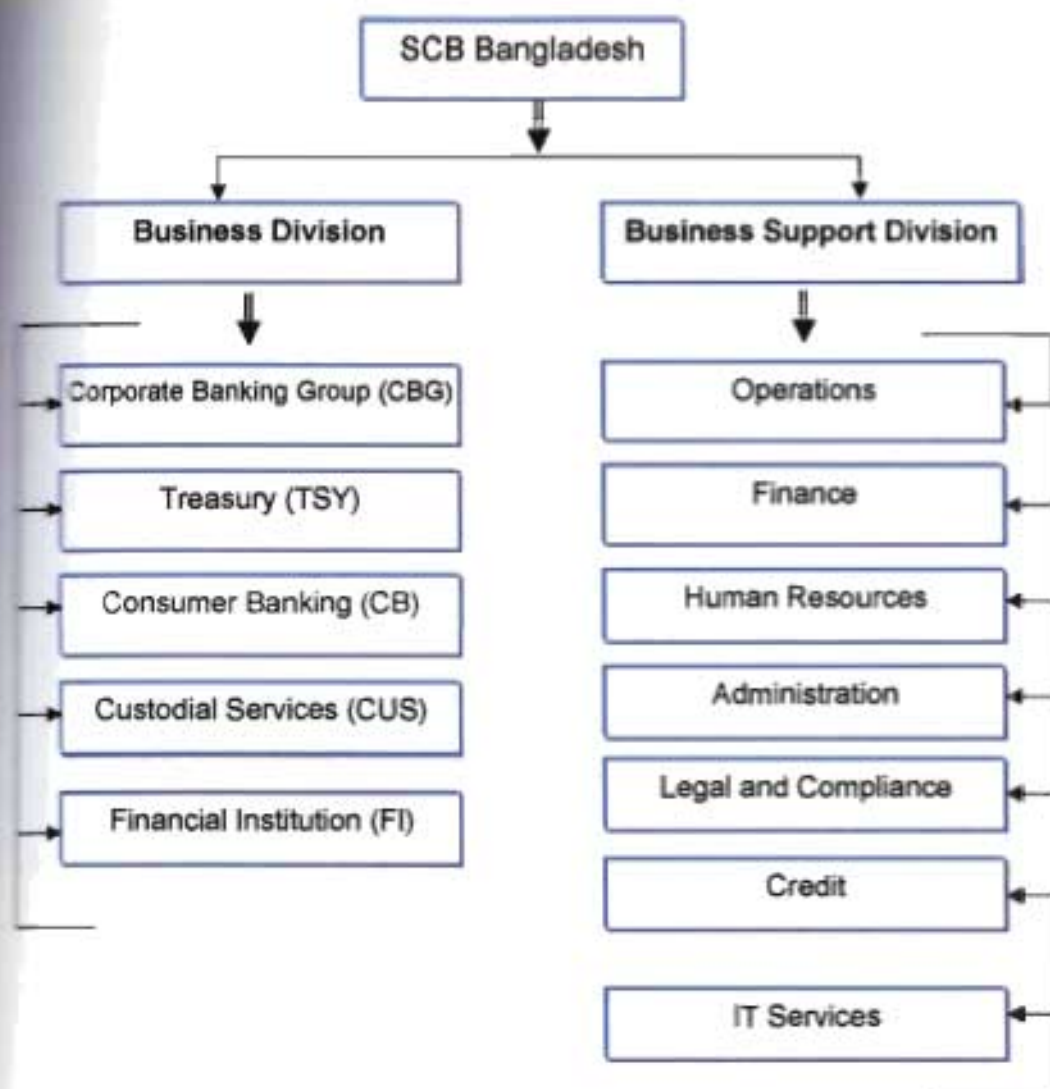 SCB Bangladesh
Business Division
Business Support Division
Corporate Banking Group (CBG)
Treasury (TSY)
Consumer Banking (CB)
Custodial Services (CUS)
Financial Institution (FI)
Operations
Finance
Human Resources
Administration
Legal and Compliance
Credit
IT Services